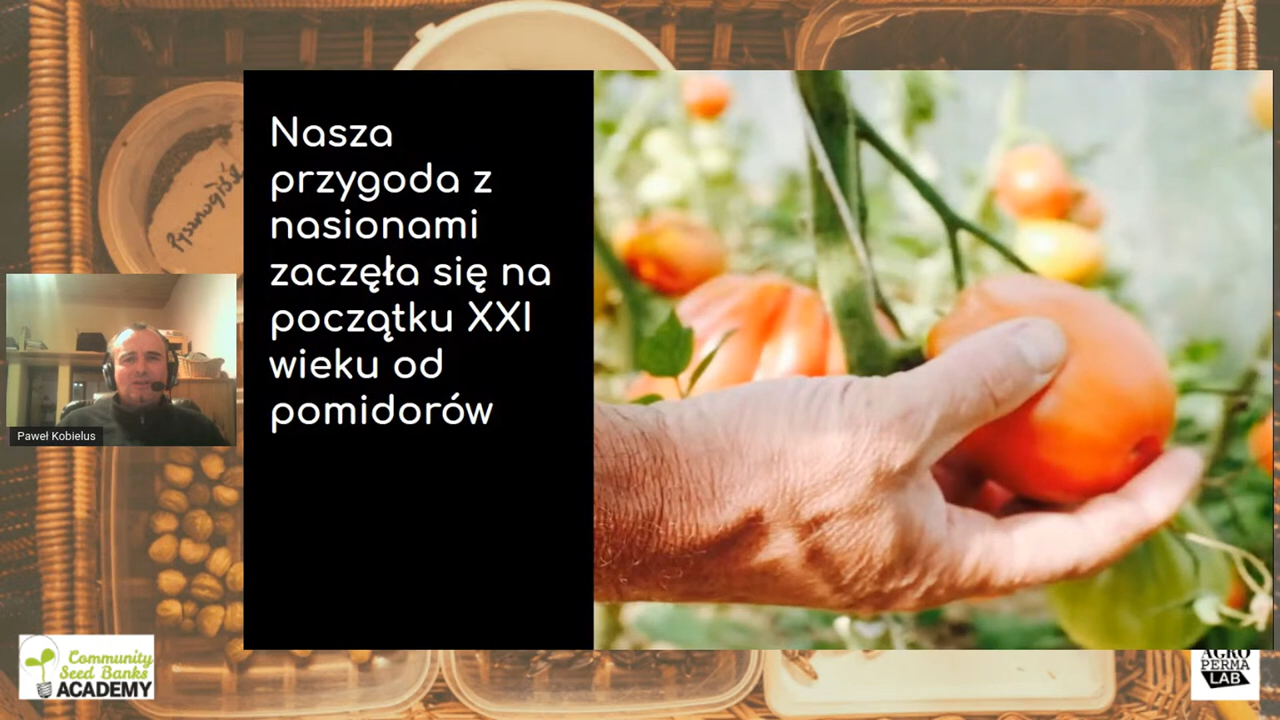 Nasza
przygoda z
nasionami
zaczęła się na
początku XXI
wieku od
pomidorów
Paweł Kobielus
Community
Seed Banks
ACADEMY
AGRO
PERMA
LAB